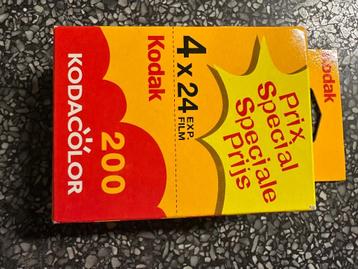 Kodak
Prix
Special
Speciale
Prijs
4 x 24 EXP.
FILM
Kodak
200
KODACOLOR